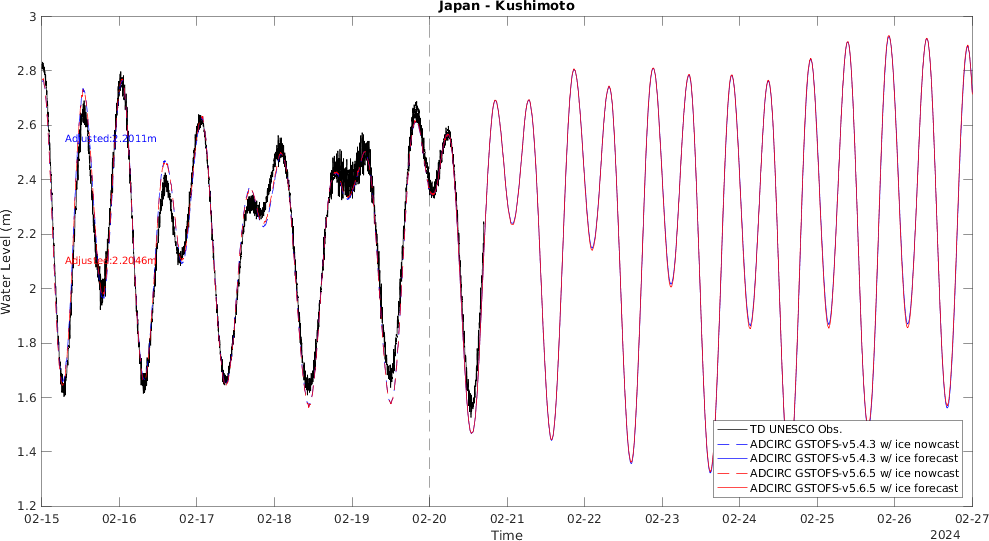 Japan - Kushimoto
3
2.8
2.6
2.4
2.2
2
1.8
1.6
1.4
1.2
Water Level (m)
Adjusted:2.2011m
Adjusted:2.2046m
TD UNESCO Obs.
ADCIRC GSTOFS-v5.4.3 w/ ice nowcast
ADCIRC GSTOFS-v5.4.3 w/ ice forecast
ADCIRC GSTOFS-v5.6.5 w/ ice nowcast
ADCIRC GSTOFS-v5.6.5 w/ ice forecast
02-15 02-16 02-17 02-18 02-19 02-20 02-21 02-22 02-23 02-24 02-25 02-26 02-27
Time
2024